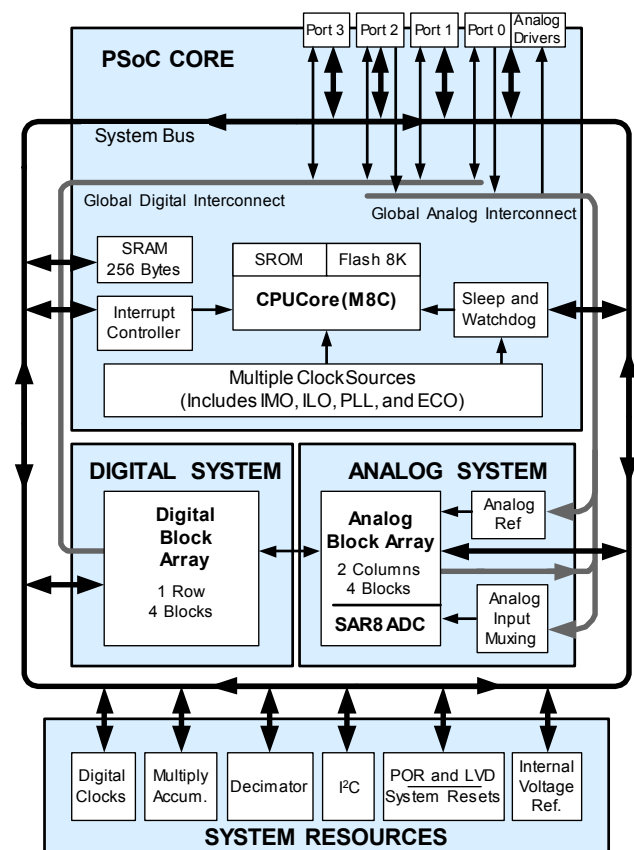 Port 3
Port 2
Port 1
Port 0
Analog
Drivers
PSoC CORE
System Bus
Global Digital Interconnect
Global Analog Interconnect
SRAM
256 Bytes
SROM
Flash 8K
CPUCore (M8C)
Interrupt
Controller
Sleep and
Watchdog
Multiple ClockSources
(Includes IMO, ILO, PLL, and ECO)
DIGITAL SYSTEM
Digital
Block
Array
1 Row
4 Blocks
ANALOG SYSTEM
Analog
Block Array
2 Columns
4 Blocks
SAR8 ADC
Analog
Ref
Analog
Input
Muxing
Digital
Clocks
Multiply
Accum.
Decimator
I²C
POR and LVD
System Resets
Internal
Voltage
Ref.
SYSTEM RESOURCES